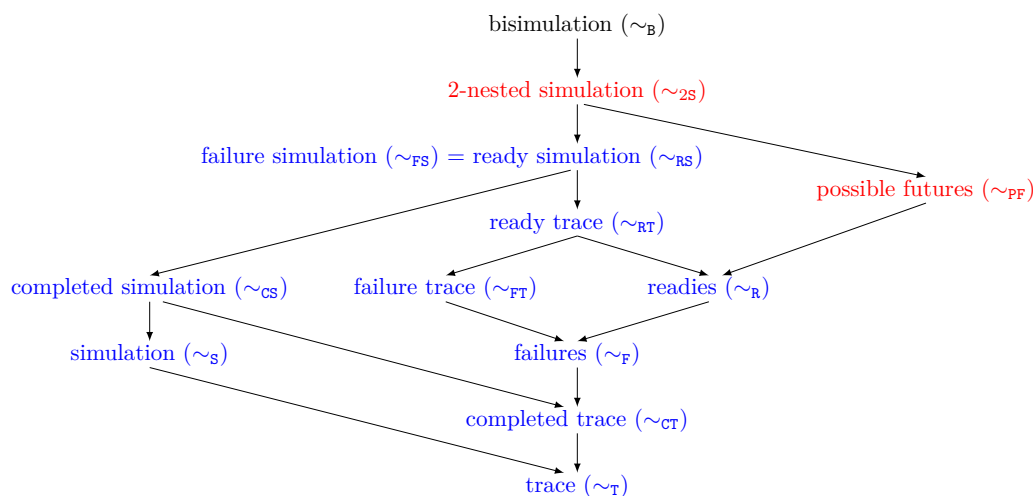 bisimulation (∼B)
2-nested simulation (∼2S)
failure simulation (∼FS) = ready simulation (∼RS)
possible futures (∼PF)
ready trace (∼RT)
completed simulation (∼CS)
failure trace (∼FT)
readies (∼R)
simulation (∼S)
failures (∼F)
completed trace (∼CT)
trace (∼T)